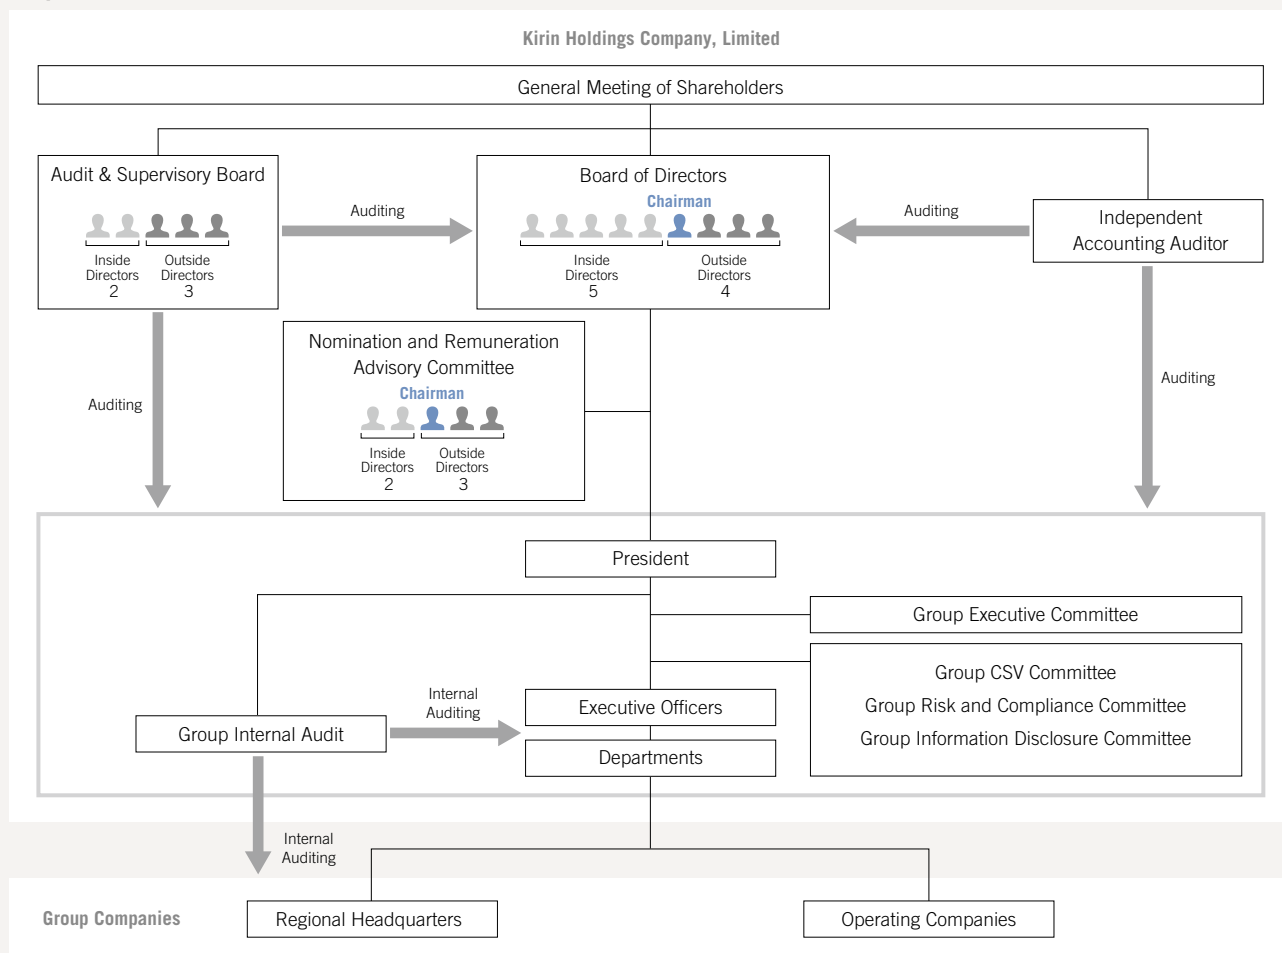 Kirin Holdings Company, Limited
General Meeting of Shareholders
Audit & Supervisory Board
Inside
Directors
2
Outside
Directors
3
Auditing
Board of Directors
Chairman
Inside
Directors
5
Outside
Directors
4
Auditing
Independent
Accounting Auditor
Nomination and Remuneration
Advisory Committee
Chairman
Inside
Directors
2
Outside
Directors
3
Auditing
Auditing
President
Group Executive Committee
Group CSV Committee
Group Risk and Compliance Committee
Group Information Disclosure Committee
Internal
Auditing
Executive Officers
Group Internal Audit
Departments
Internal
Auditing
Group Companies
Regional Headquarters
Operating Companies